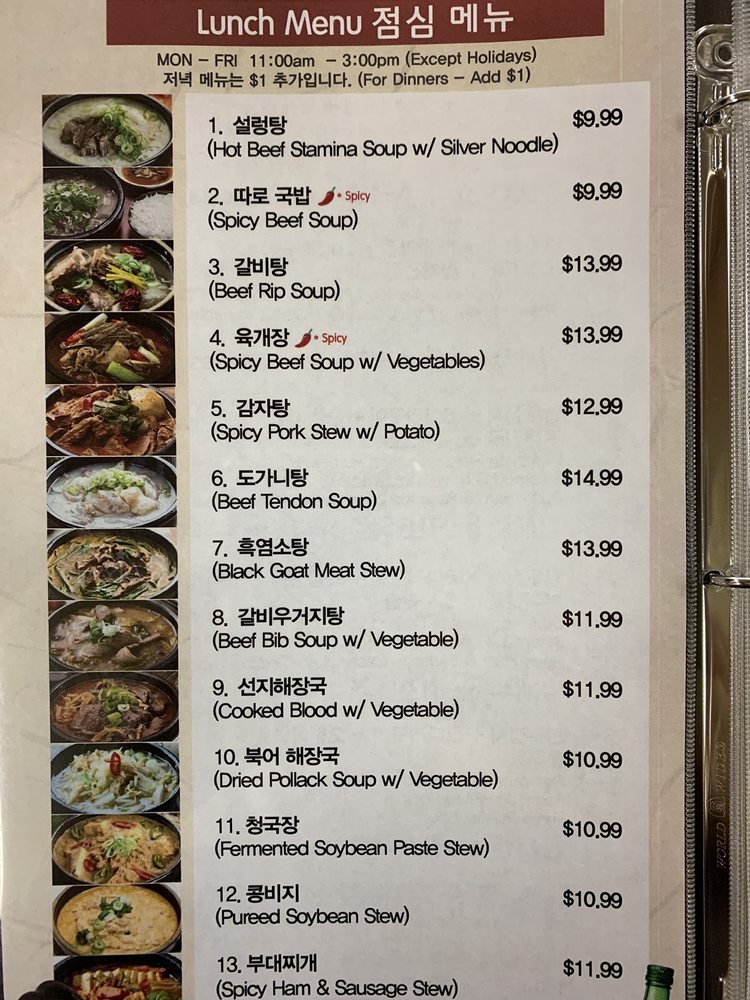 Lunch Menu 점심 메뉴
MON - FRI 11:00am - 3:00pm (Except Holidays)
저녁 메뉴는 $1 추가입니다. (For Dinners - Add $1)
1. 설렁탕 $9.99
(Hot Beef Stamina Soup w/ Silver Noodle)
2. 따로 국밥 * Spicy $9.99
(Spicy Beef Soup)
3. 갈비탕 $13.99
(Beef Rip Soup)
4. 육개장 * Spicy $13.99
(Spicy Beef Soup w/ Vegetables)
5. 감자탕 $12.99
(Spicy Pork Stew w/ Potato)
6. 도가니탕 $14.99
(Beef Tendon Soup)
7. 흑염소탕 $13.99
(Black Goat Meat Stew)
8. 갈비우거지탕 $11.99
(Beef Bib Soup w/ Vegetable)
9. 선지해장국 $11.99
(Cooked Blood w/ Vegetable)
10. 북어 해장국 $10.99
(Dried Pollack Soup w/ Vegetable)
11. 청국장 $10.99
(Fermented Soybean Paste Stew)
12. 콩비지 $10.99
(Pureed Soybean Stew)
13. 부대찌개 $11.99
(Spicy Ham & Sausage Stew)
WORLD WIDE